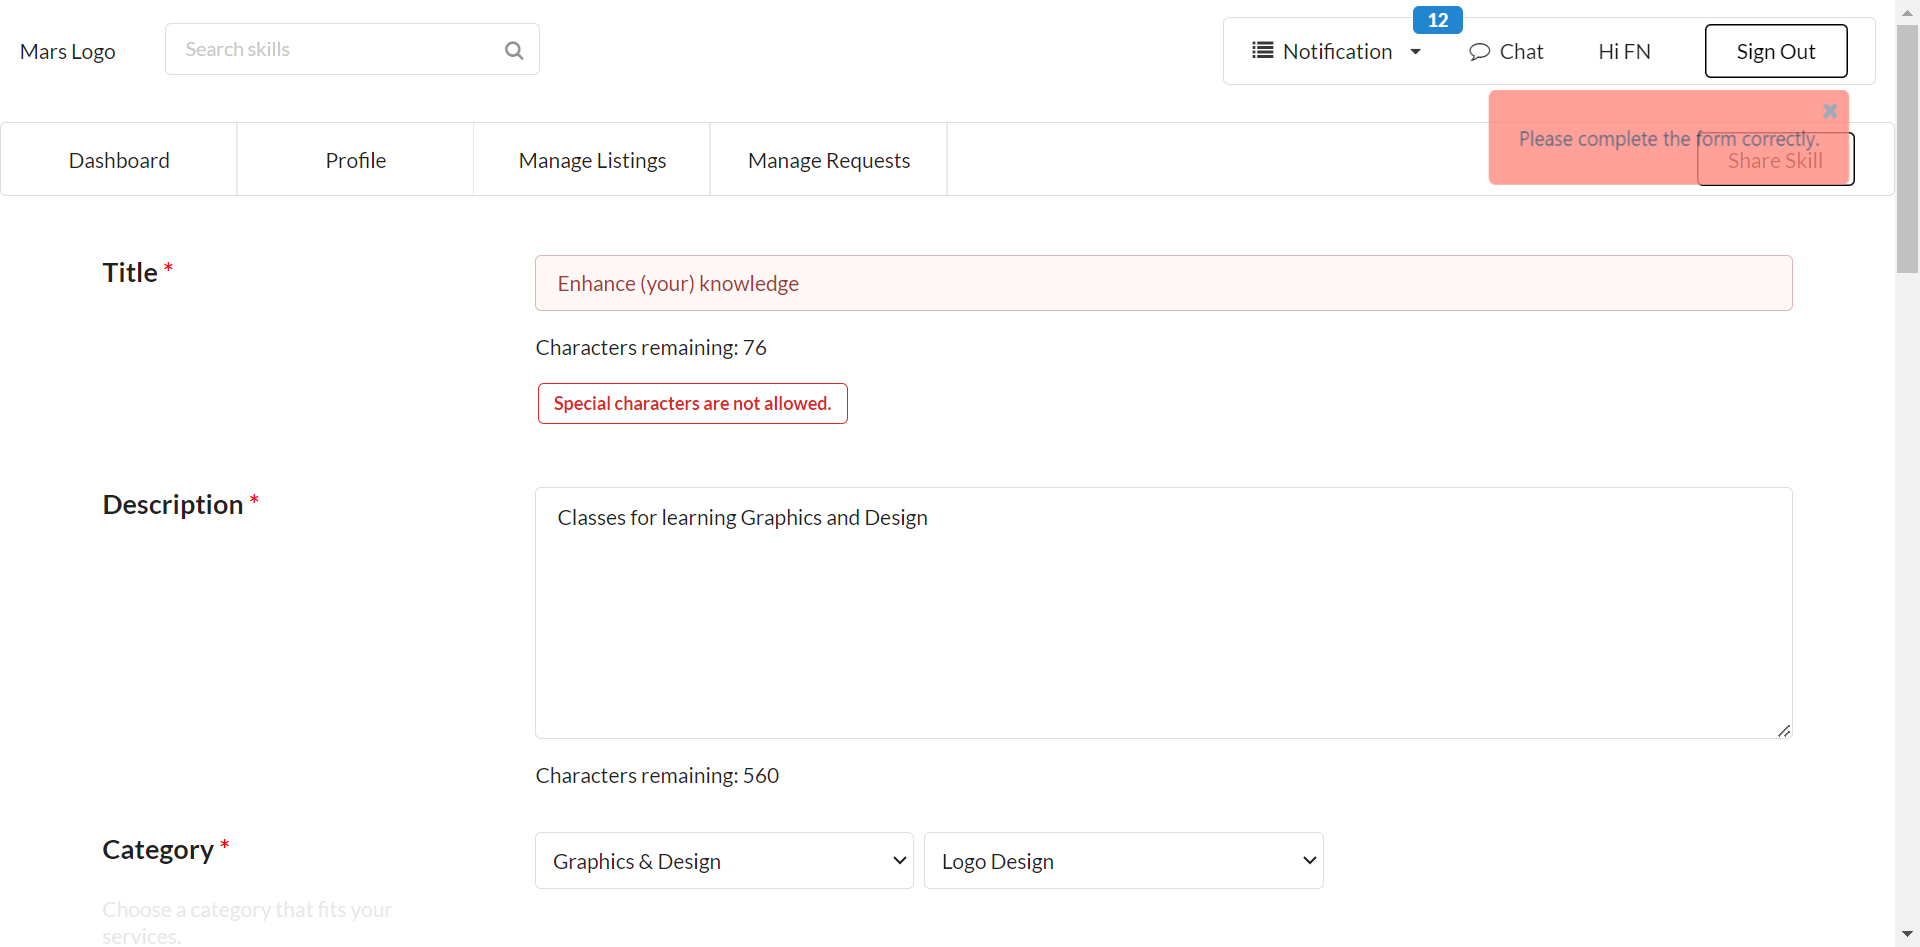 Mars Logo
Search skills
12
Notification
Chat
Hi FN
Sign Out
Please complete the form correctly.
Dashboard
Profile
Manage Listings
Manage Requests
Share Skill
Title *
Enhance (your) knowledge
Characters remaining: 76
Special characters are not allowed.
Description *
Classes for learning Graphics and Design
Characters remaining: 560
Category *
Graphics & Design
Logo Design
Choose a category that fits your
services.